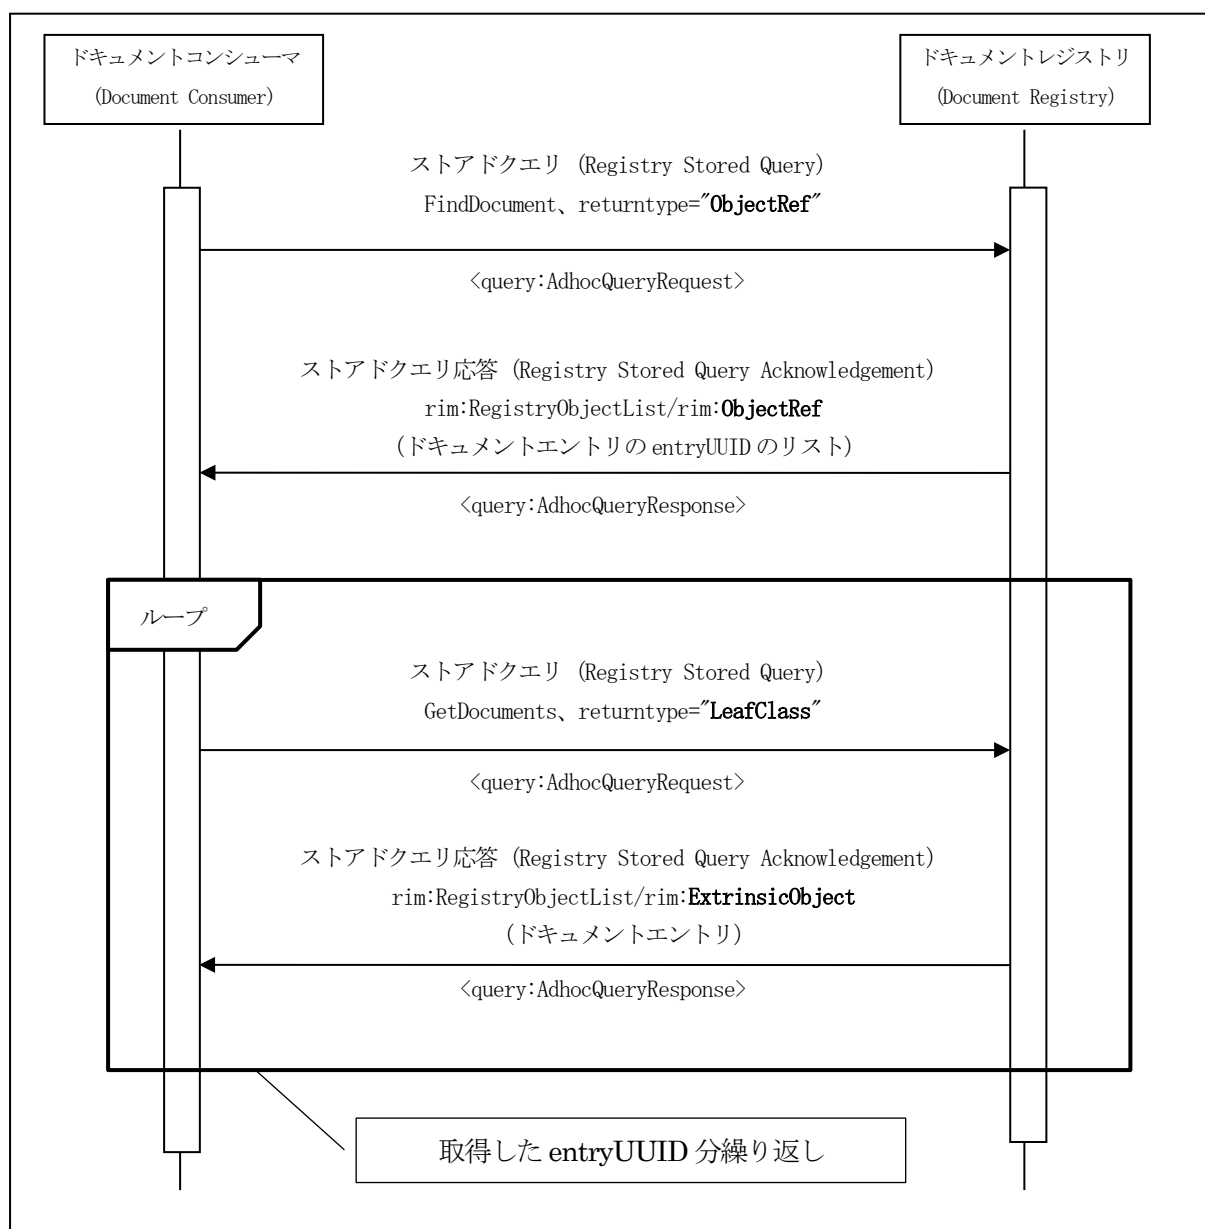 ドキュメントコンシューマ
(Document Consumer)
ドキュメントレジストリ
(Document Registry)
ストアドクエリ (Registry Stored Query)
FindDocument、returntype="ObjectRef"
<query:AdhocQueryRequest>
ストアドクエリ応答 (Registry Stored Query Acknowledgement)
rim:RegistryObjectList/rim:ObjectRef
(ドキュメントエントリの entryUUID のリスト)
<query:AdhocQueryResponse>
ループ
ストアドクエリ (Registry Stored Query)
GetDocuments、returntype="LeafClass"
<query:AdhocQueryRequest>
ストアドクエリ応答 (Registry Stored Query Acknowledgement)
rim:RegistryObjectList/rim:ExtrinsicObject
(ドキュメントエントリ)
<query:AdhocQueryResponse>
取得した entryUUID 分繰り返し